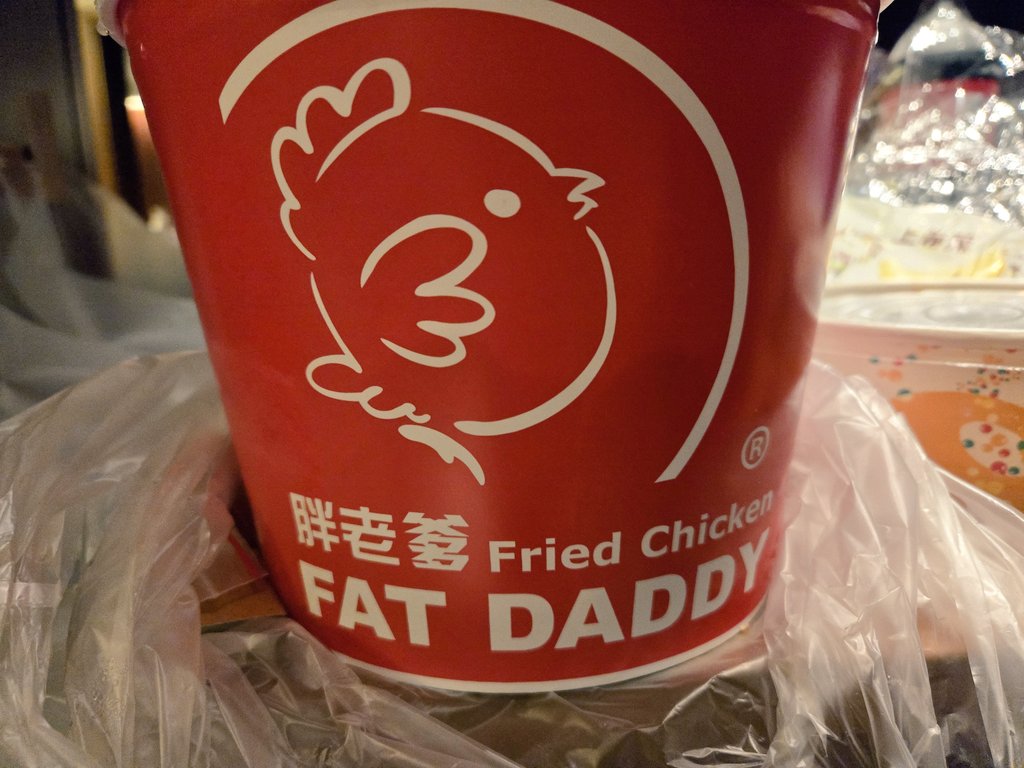 ®
胖老爹 Fried Chicken
FAT DADDY